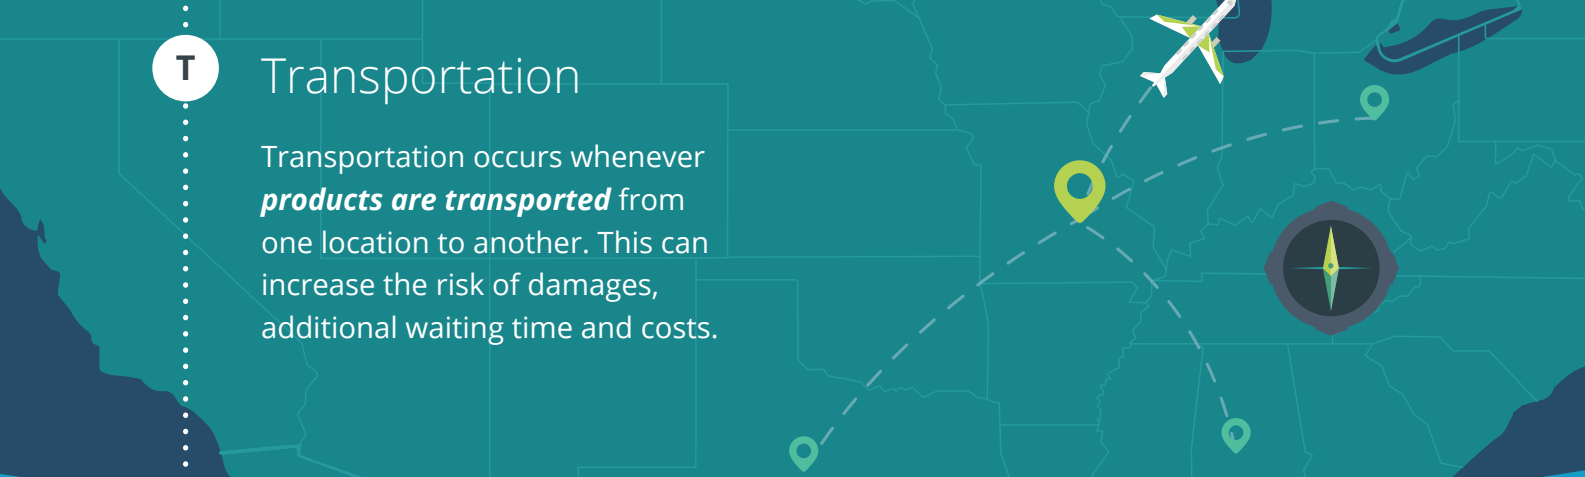 T
Transportation
Transportation occurs whenever
products are transported from
one location to another. This can
increase the risk of damages,
additional waiting time and costs.